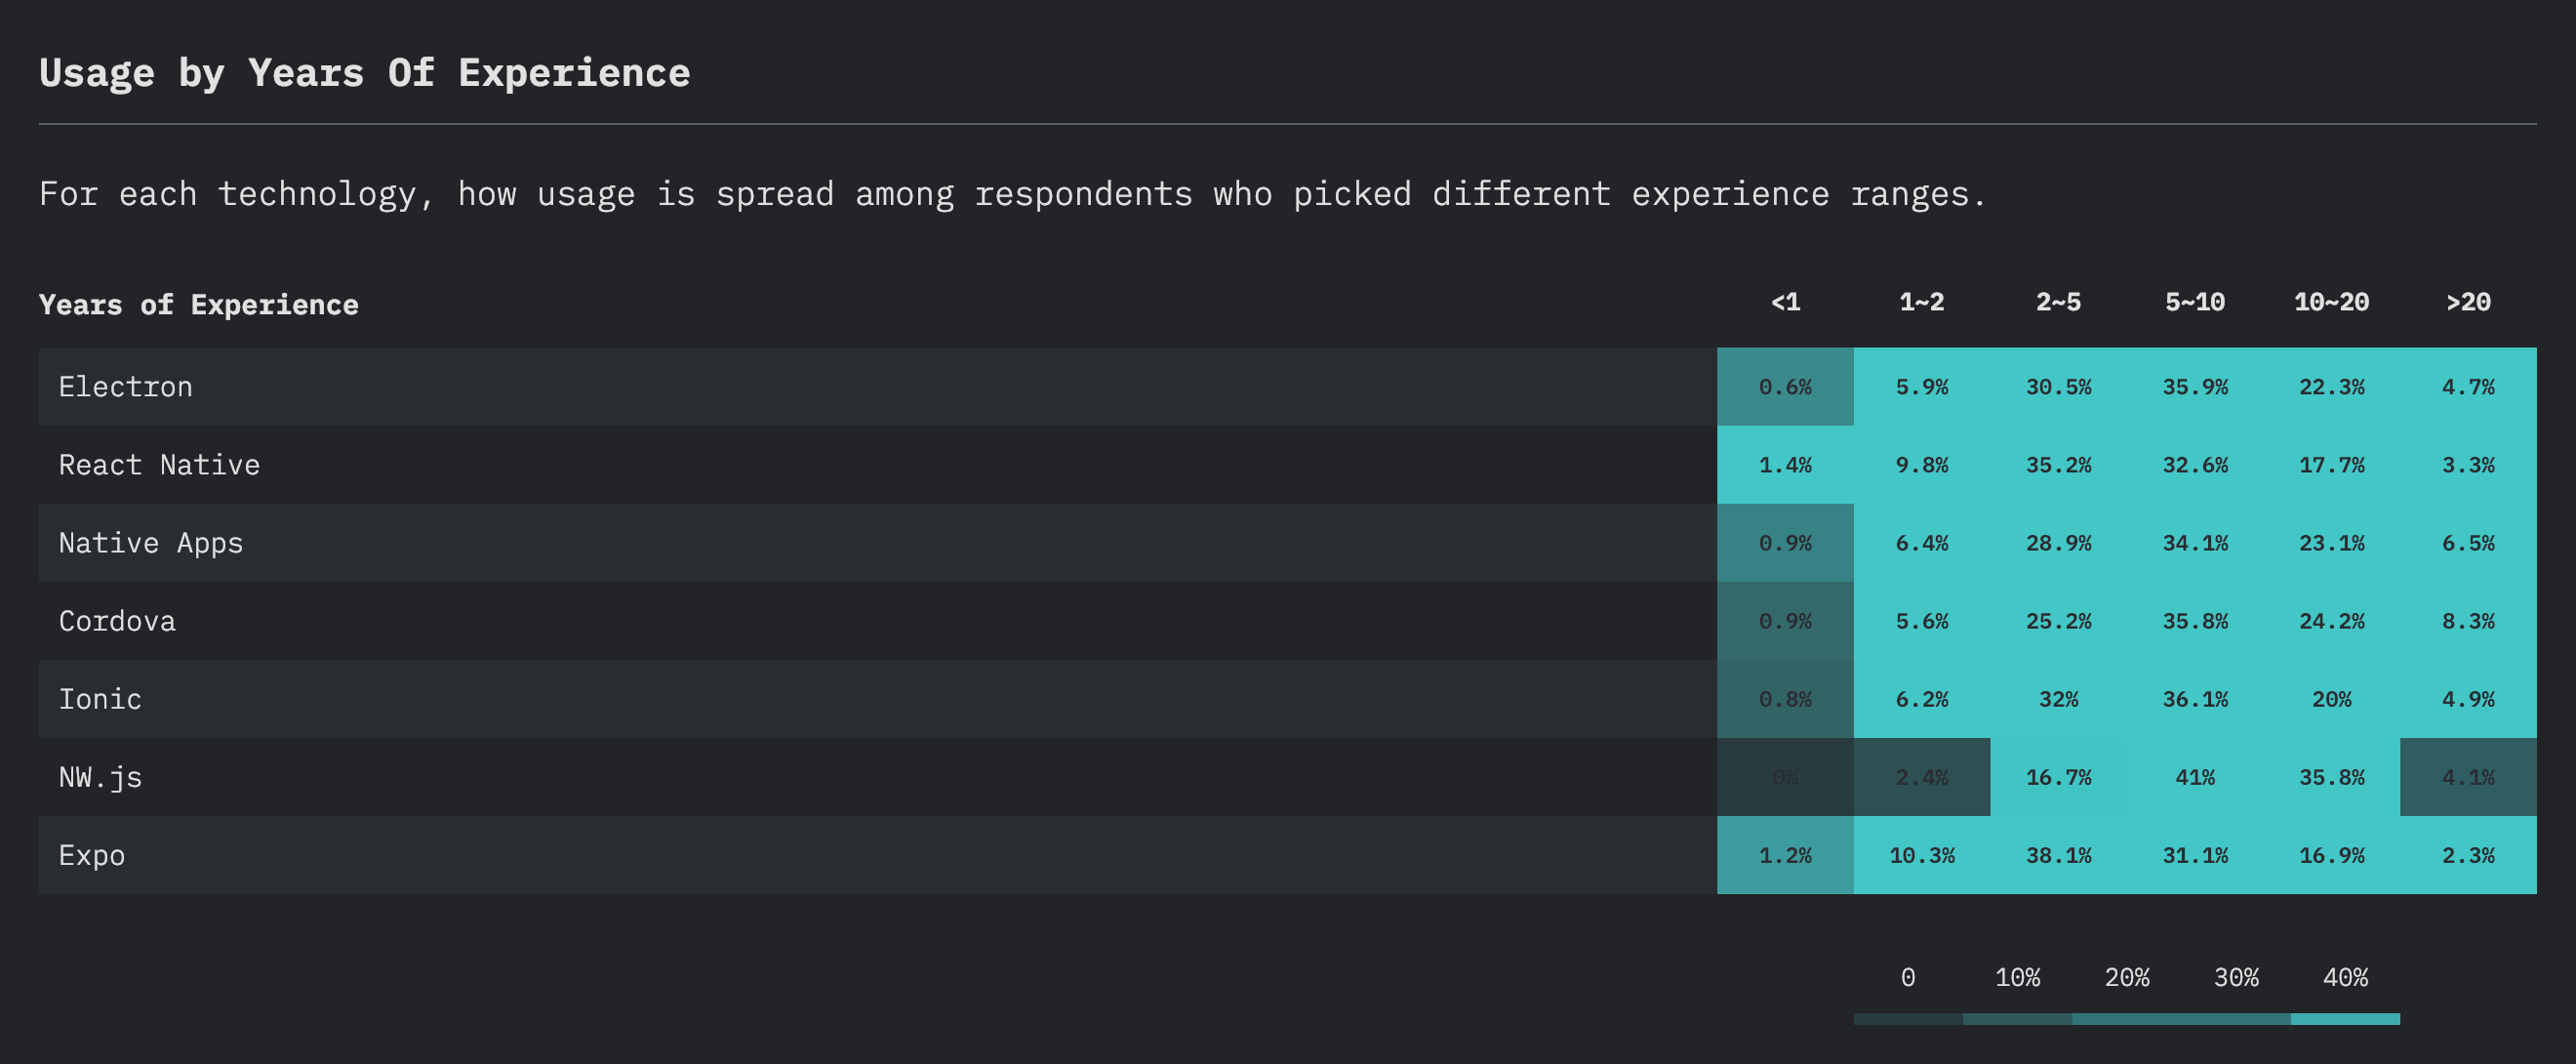 Usage by Years Of Experience
For each technology, how usage is spread among respondents who picked different experience ranges.
Years of Experience <1 1~2 2~5 5~10 10~20 >20
Electron 0.6% 5.9% 30.5% 35.9% 22.3% 4.7%
React Native 1.4% 9.8% 35.2% 32.6% 17.7% 3.3%
Native Apps 0.9% 6.4% 28.9% 34.1% 23.1% 6.5%
Cordova 0.9% 5.6% 25.2% 35.8% 24.2% 8.3%
Ionic 0.8% 6.2% 32% 36.1% 20% 4.9%
NW.js 0% 2.4% 16.7% 41% 35.8% 4.1%
Expo 1.2% 10.3% 38.1% 31.1% 16.9% 2.3%
0 10% 20% 30% 40%